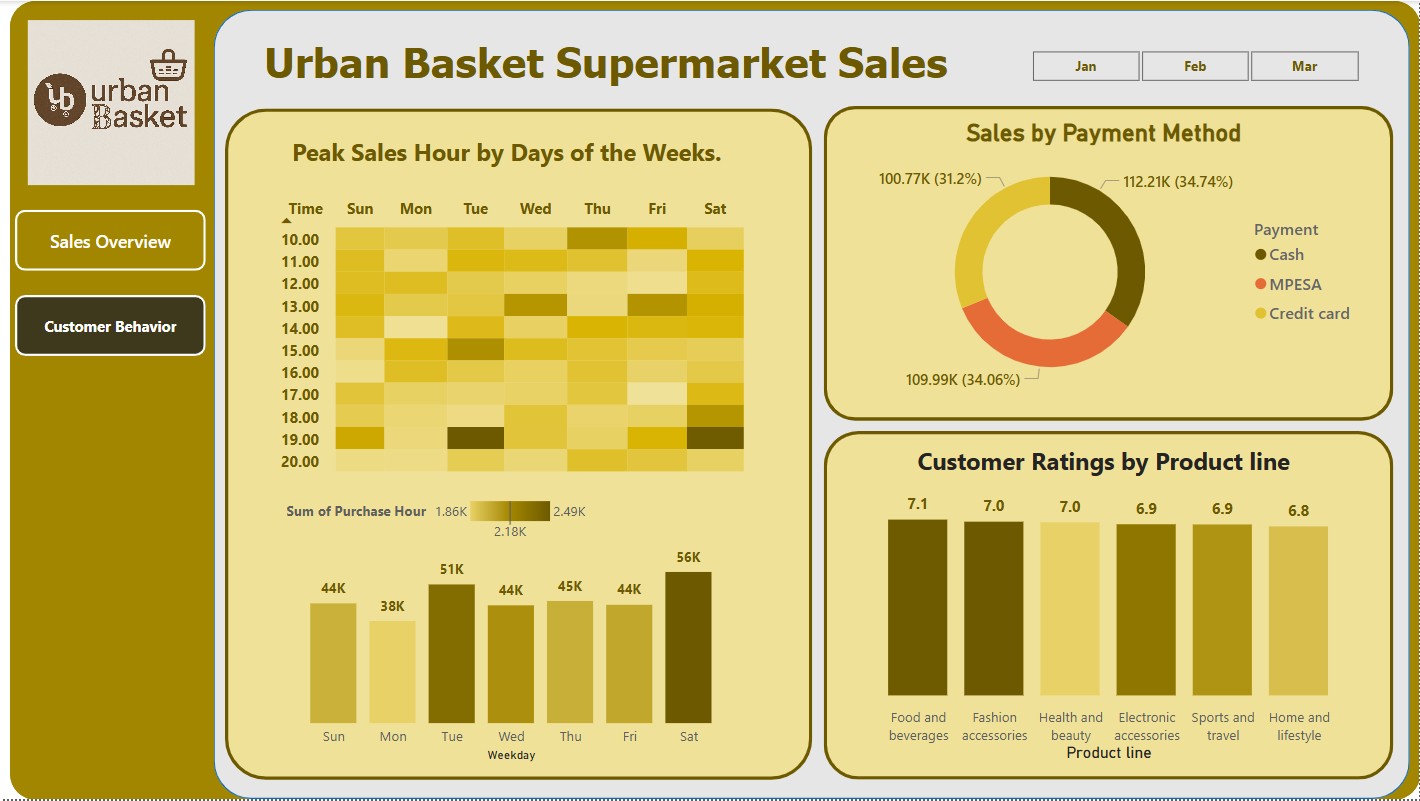 urban
Basket
Sales Overview
Customer Behavior
Urban Basket Supermarket Sales
Jan
Feb
Mar
Peak Sales Hour by Days of the Weeks.
Time Sun Mon Tue Wed Thu Fri Sat
10.00
11.00
12.00
13.00
14.00
15.00
16.00
17.00
18.00
19.00
20.00
Sum of Purchase Hour 1.86K 2.49K
2.18K
44K
38K
51K
44K
45K
44K
56K
Sun Mon Tue Wed Thu Fri Sat
Weekday
Sales by Payment Method
100.77K (31.2%)
112.21K (34.74%)
109.99K (34.06%)
Payment
Cash
MPESA
Credit card
Customer Ratings by Product line
7.1
7.0
7.0
6.9
6.9
6.8
Food and
beverages
Fashion
accessories
Health and
beauty
Electronic
accessories
Sports and
travel
Home and
lifestyle
Product line